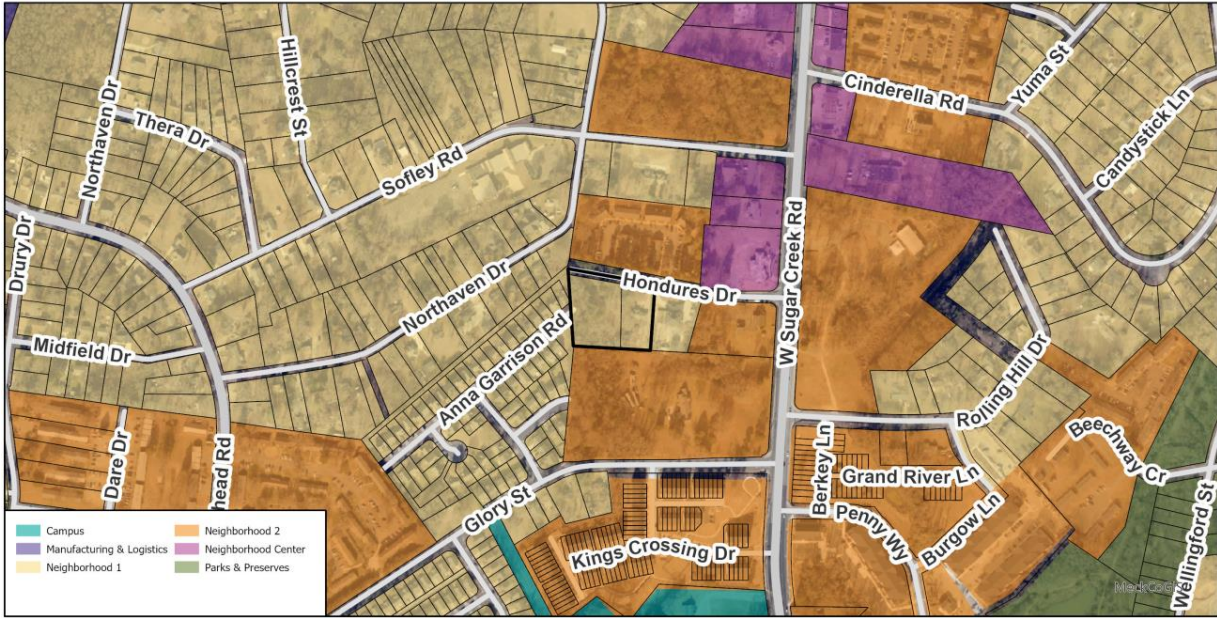 Cinderella Rd
Yuma St
Candystick Ln
Hillcrest St
Northaven Dr
Thera Dr
Sofley Rd
W Sugar Creek Rd
Drury Dr
Northaven Dr
Hondures Dr
Midfield Dr
Anna Garrison Rd
Rolling Hill Dr
Dare Dr
head Rd
Glory St
Berkey Ln
Grand River Ln
Beechway Cr
Penny Wy
Burgow Ln
Kings Crossing Dr
Wellingford St
Campus
Manufacturing & Logistics
Neighborhood 1
Neighborhood 2
Neighborhood Center
Parks & Preserves